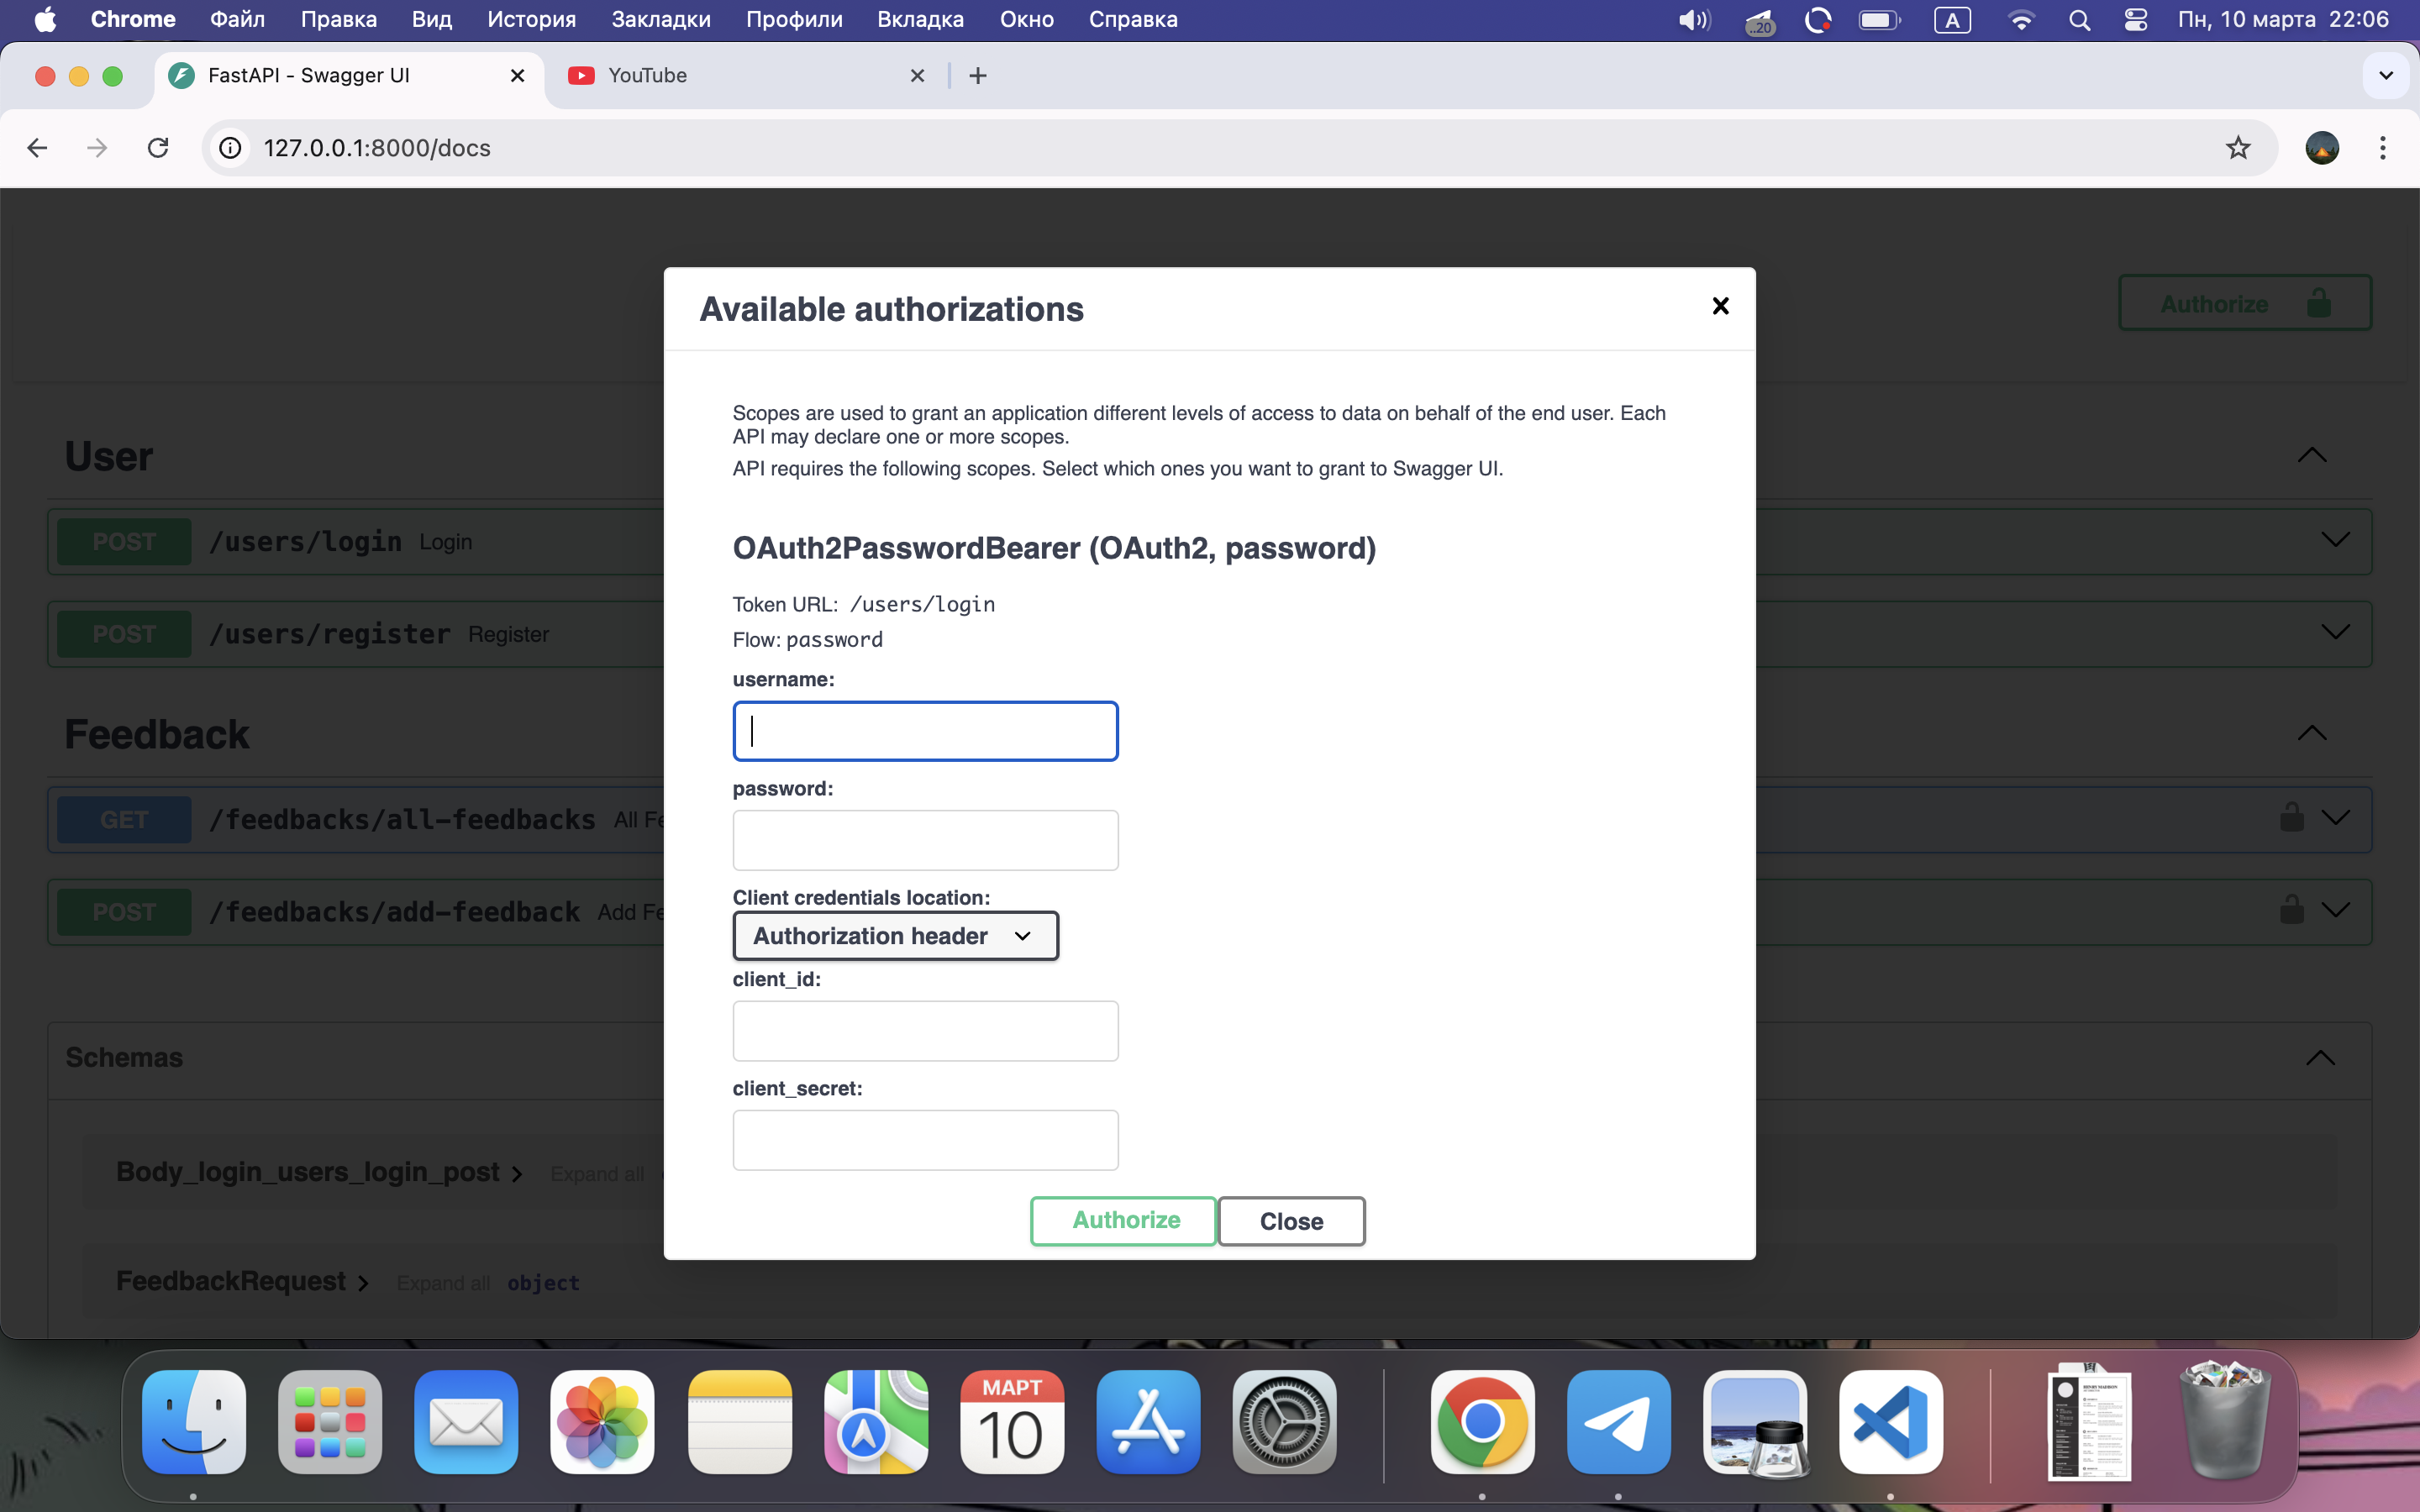 Chrome Файл Правка Вид История Закладки Профили Вкладка Окно Справка ..20 A Пн, 10 марта 22:06
FastAPI - Swagger UI YouTube
127.0.0.1:8000/docs
Authorize
Available authorizations
Scopes are used to grant an application different levels of access to data on behalf of the end user. Each
API may declare one or more scopes.
API requires the following scopes. Select which ones you want to grant to Swagger UI.
OAuth2PasswordBearer (OAuth2, password)
Token URL: /users/login
Flow: password
username:
password:
Client credentials location:
Authorization header
client_id:
client_secret:
Authorize Close
User
POST /users/login Login
POST /users/register Register
Feedback
GET /feedbacks/all-feedbacks All Fe
POST /feedbacks/add-feedback Add Fe
Schemas
Body_login_users_login_post Expand all
FeedbackRequest Expand all object
МАРТ
10